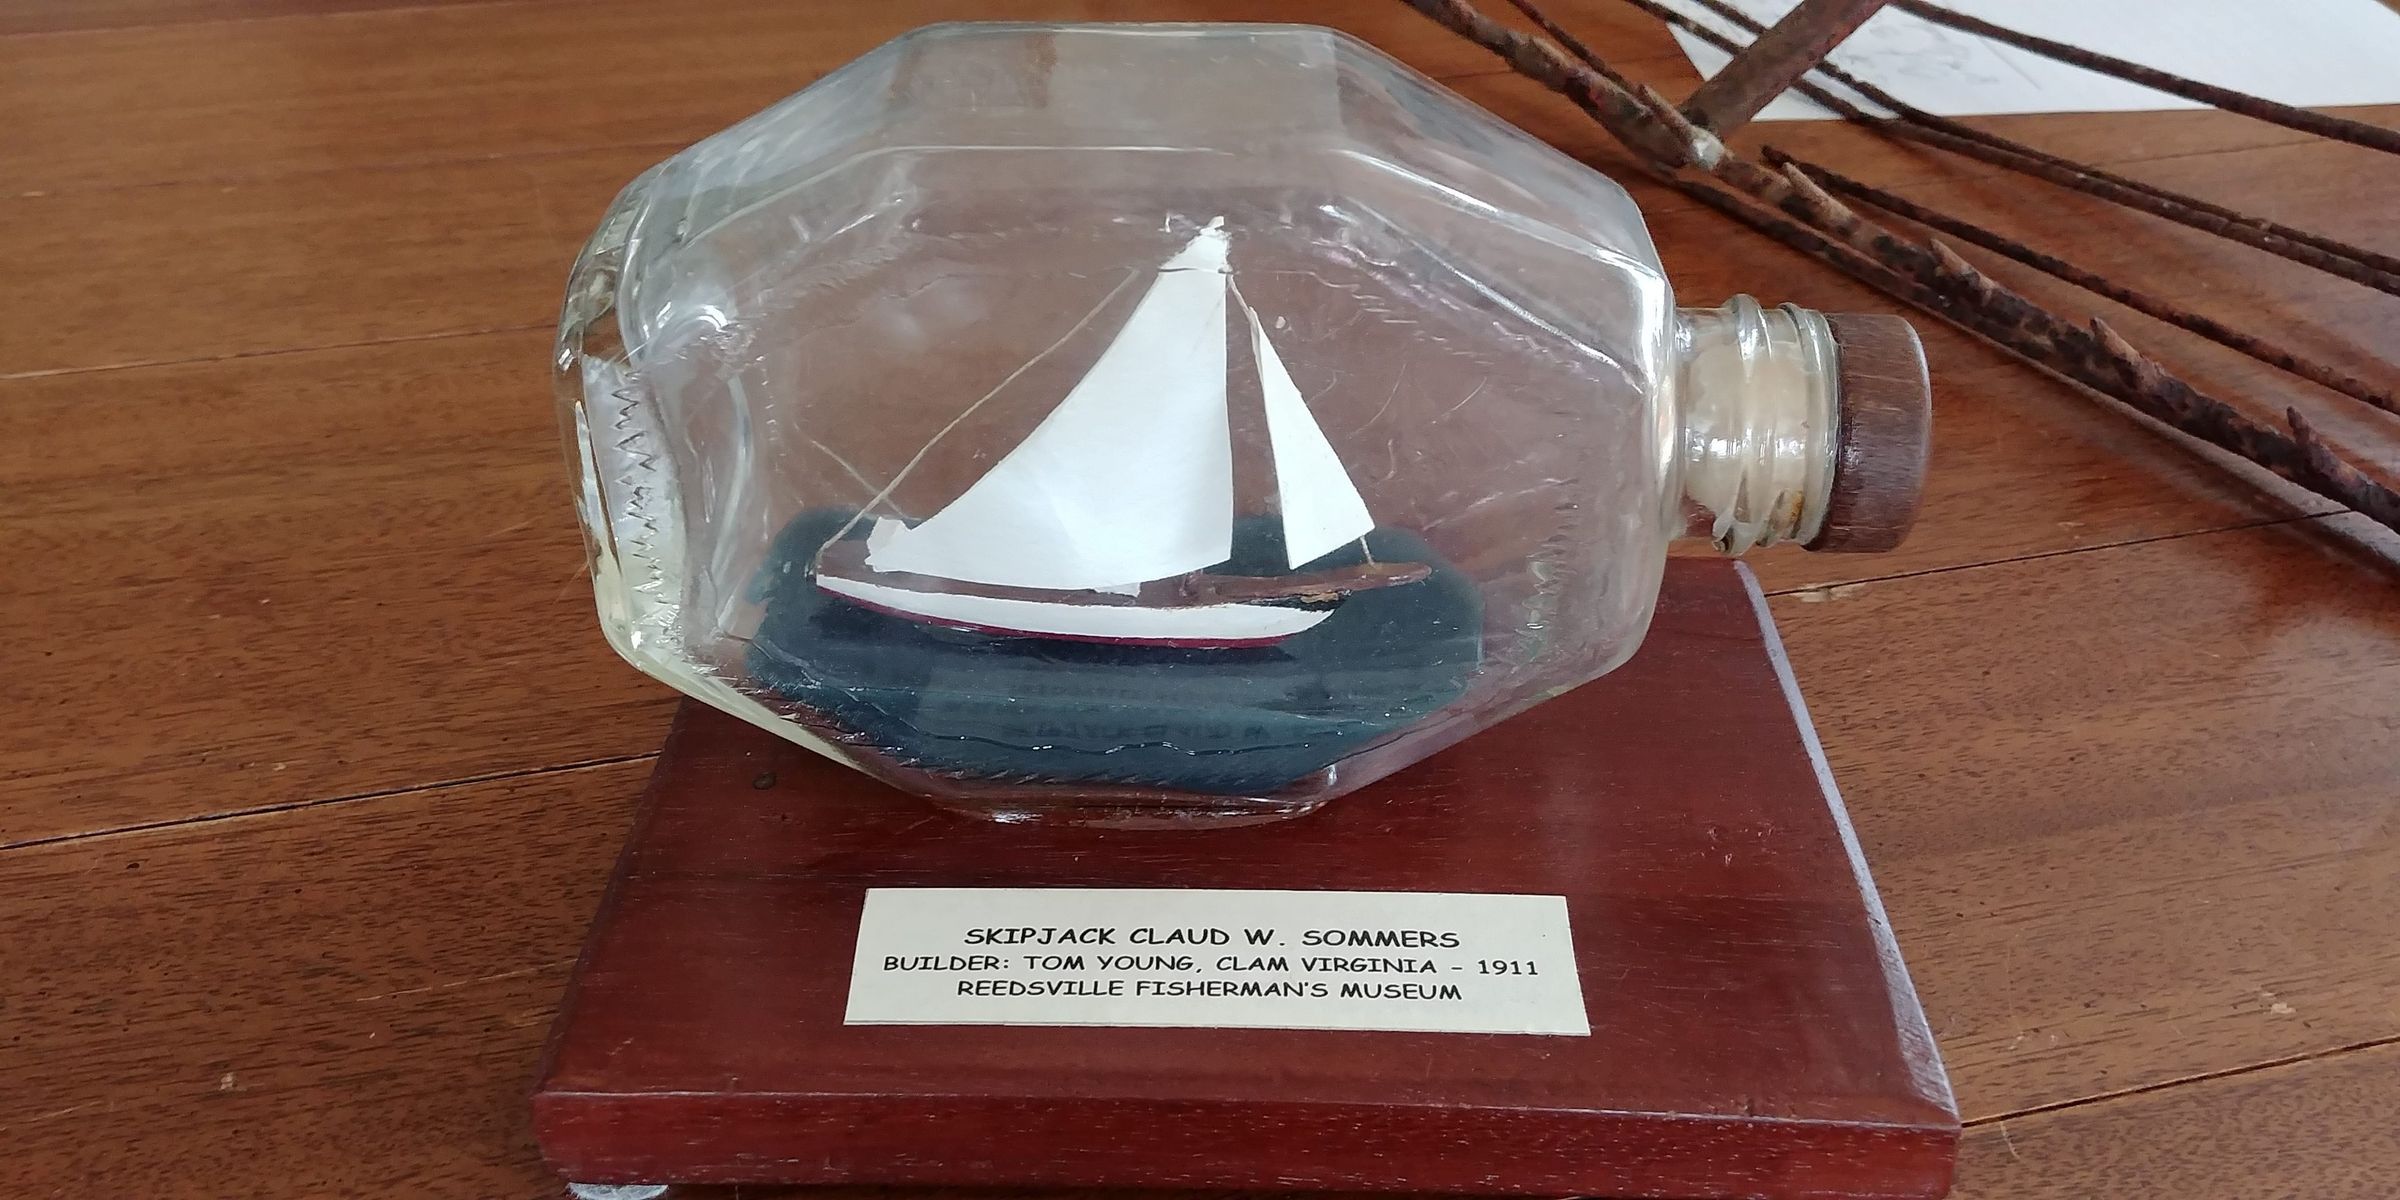 SKIPJACK CLAUD W. SOMMERS
BUILDER: TOM YOUNG, CLAM VIRGINIA - 1911
REEDSVILLE FISHERMAN'S MUSEUM